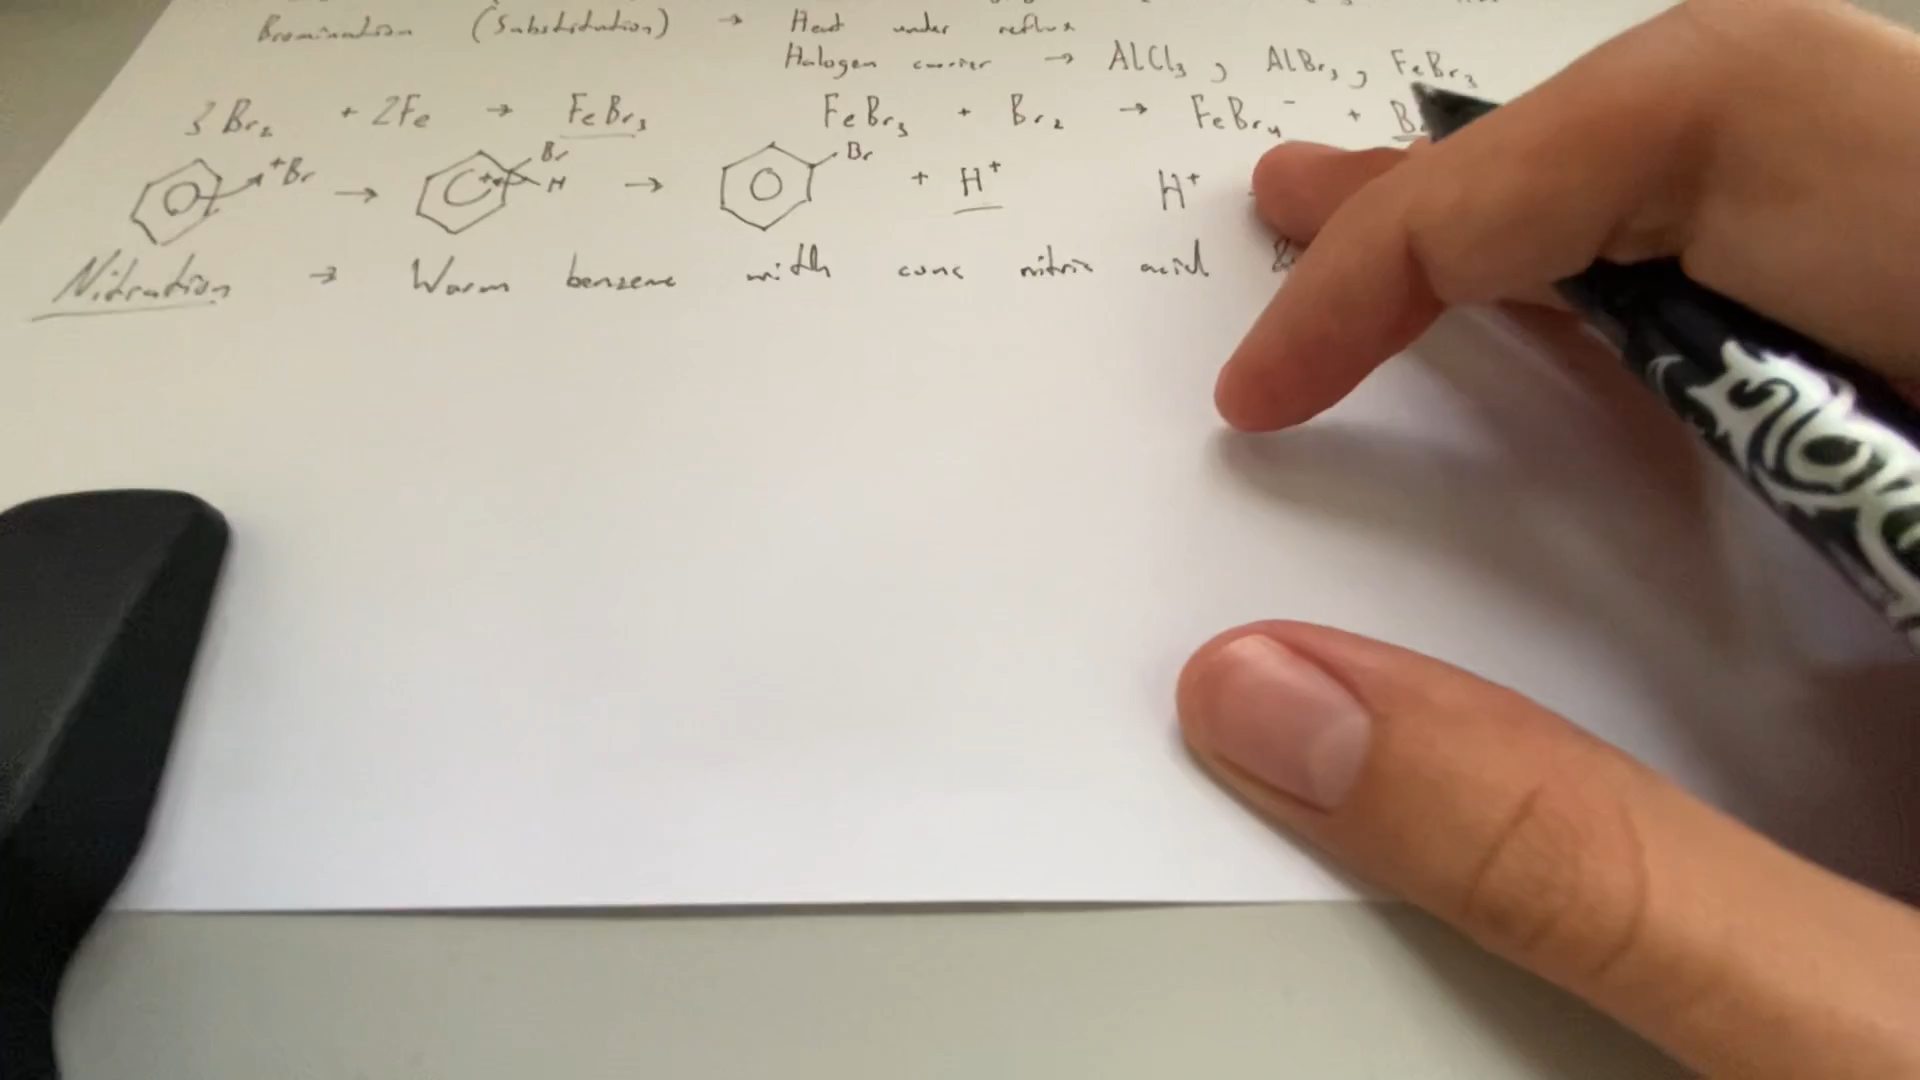 Bromination (Substitution) → Heat under reflux
Halogen carrier → AlCl₃ , AlBr₃ , FeBr₃
3Br₂ + 2Fe → FeBr₃ FeBr₃ + Br₂ → FeBr₄⁻ +
+Br → + Br H → Br + H⁺ H⁺
Nitration → Warm benzene with conc nitric acid